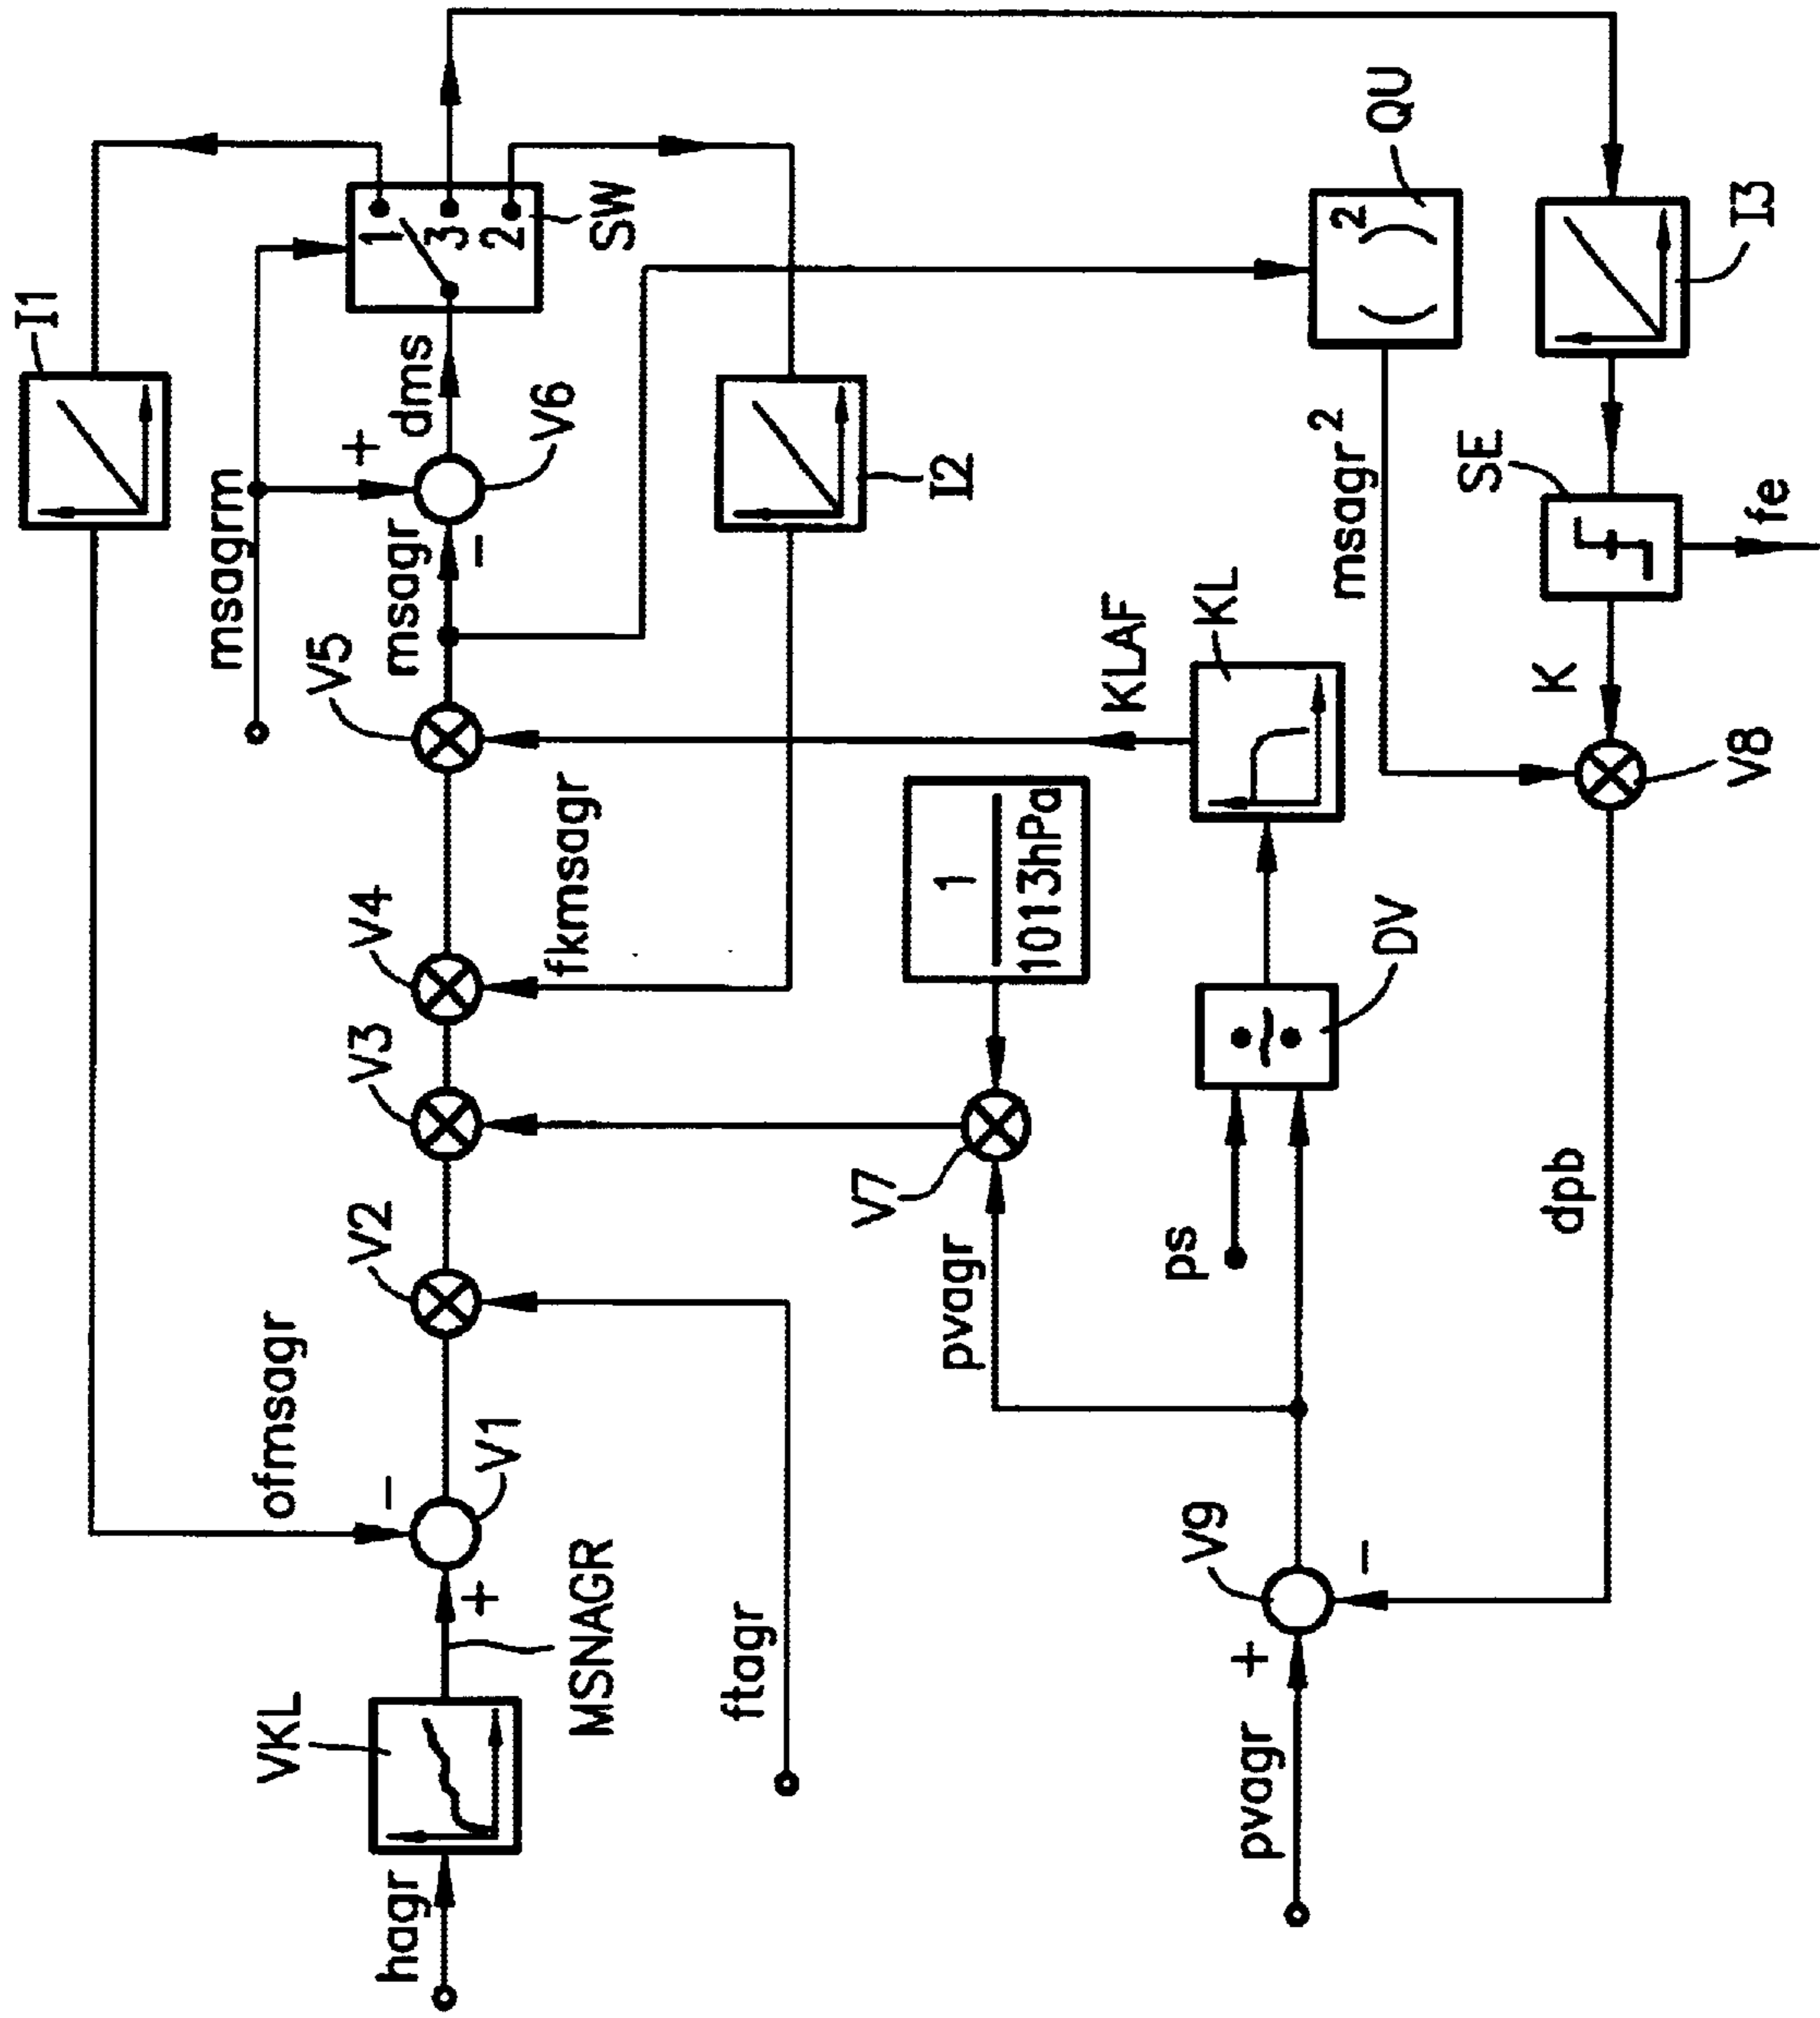 I1
msagrm
+
dms
1
3
2
SW
V5
msagr
-
V6
I2
V4
fkmsagr
V3
V2
ofmsagr
-
V1
VKL
hagr
+
MSNAGR
ftagr
1
1013hPa
V7
pvagr
KLAF
KL
QU
( )²
msagr²
ps
DV
I3
SE
fe
K
V8
dpb
V9
pvagr
+
-